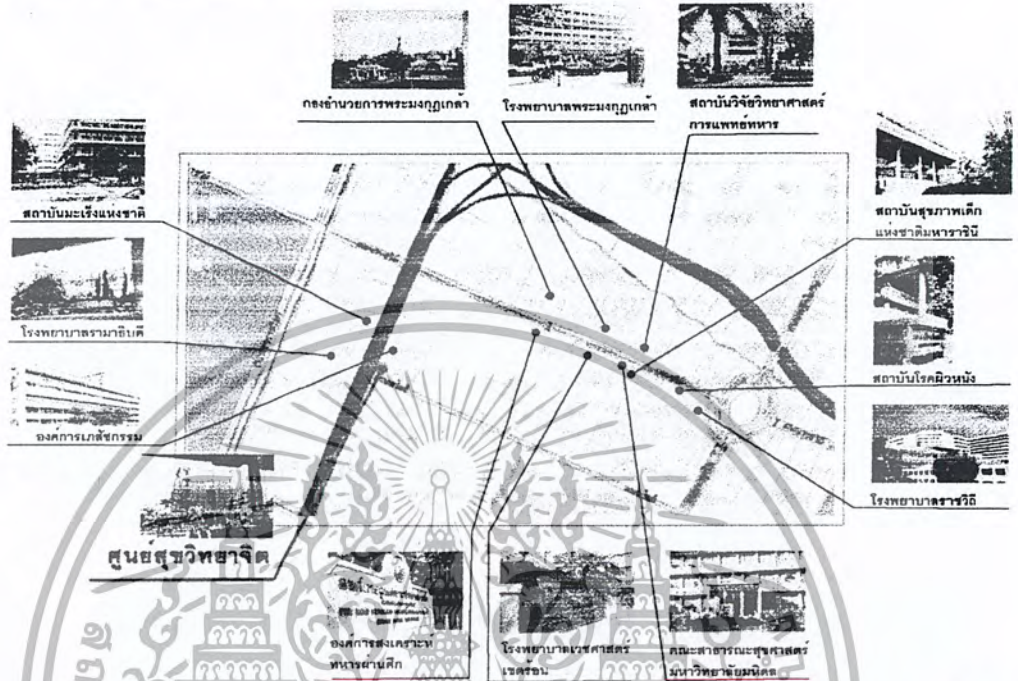 กองอำนวยการพระมงกุฎเกล้า
โรงพยาบาลพระมงกุฎเกล้า
สถาบันวิจัยวิทยาศาสตร์
การแพทย์ทหาร
สถาบันมะเร็งแห่งชาติ
สถาบันสุขภาพเด็ก
แห่งชาติมหาราชินี
โรงพยาบาลรามาธิบดี
สถาบันโรคผิวหนัง
องค์การเภสัชกรรม
โรงพยาบาลราชวิถี
ศูนย์สุขวิทยาจิต
องค์การสงเคราะห์
ทหารผ่านศึก
โรงพยาบาลเวชศาสตร์
เขตร้อน
คณะสาธารณะสุขศาสตร์
มหาวิทยาลัยมหิดล